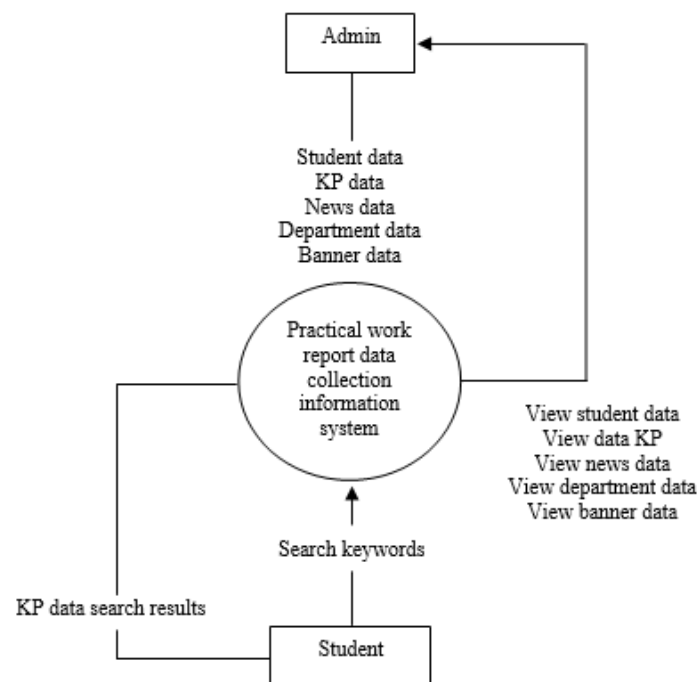 Admin
Student data
KP data
News data
Department data
Banner data
Practical work
report data
collection
information
system
View student data
View data KP
View news data
View department data
View banner data
Search keywords
KP data search results
Student